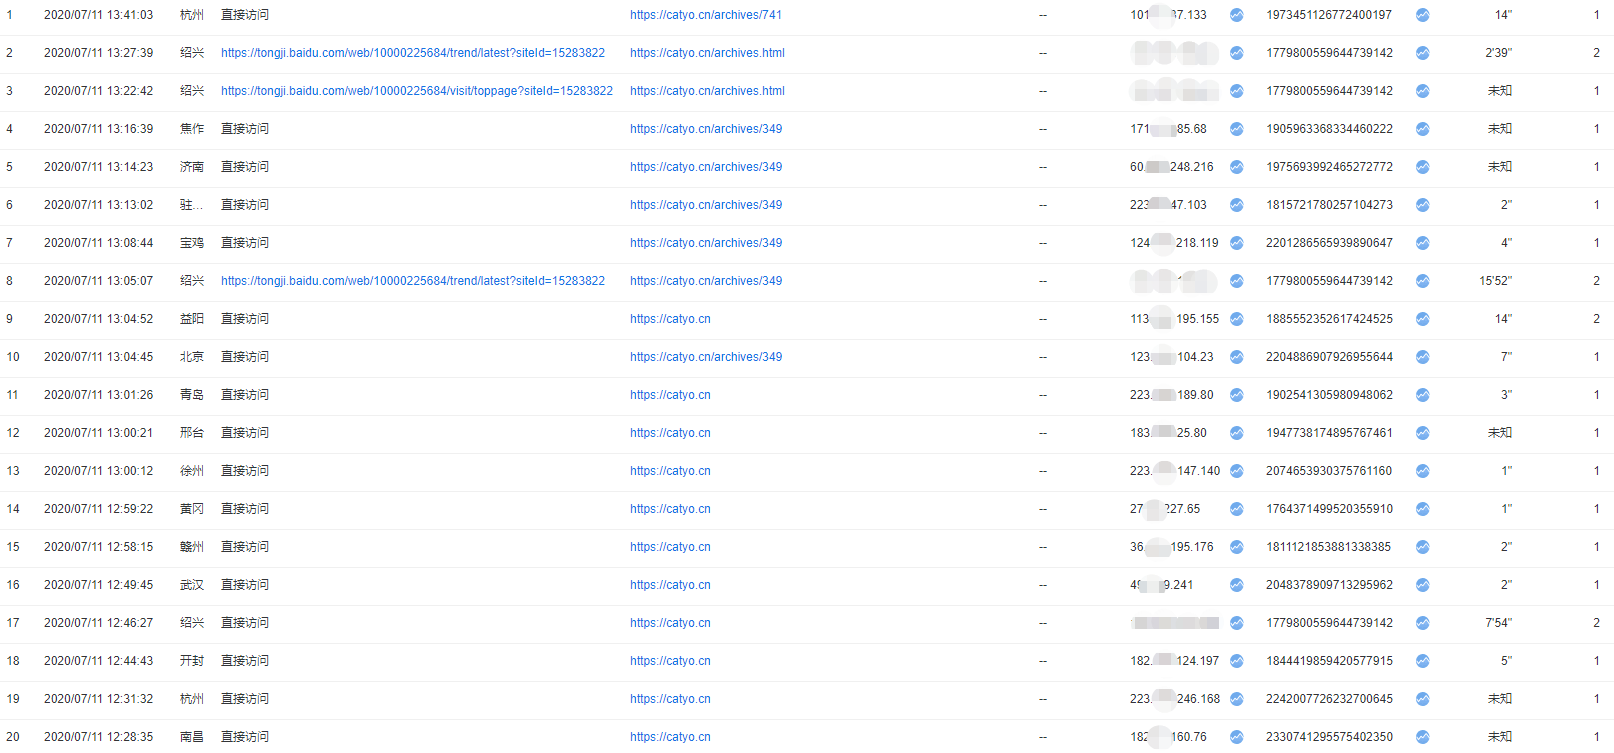 1 2020/07/11 13:41:03 杭州 直接访问 https://catyo.cn/archives/741 -- 101 37.133 1973451126772400197 14" 1
2 2020/07/11 13:27:39 绍兴 https://tongji.baidu.com/web/10000225684/trend/latest?siteId=15283822 https://catyo.cn/archives.html -- 1779800559644739142 2'39" 2
3 2020/07/11 13:22:42 绍兴 https://tongji.baidu.com/web/10000225684/visit/toppage?siteId=15283822 https://catyo.cn/archives.html -- 1779800559644739142 未知 1
4 2020/07/11 13:16:39 焦作 直接访问 https://catyo.cn/archives/349 -- 171 85.68 1905963368334460222 未知 1
5 2020/07/11 13:14:23 济南 直接访问 https://catyo.cn/archives/349 -- 60. 248.216 1975693992465272772 未知 1
6 2020/07/11 13:13:02 驻... 直接访问 https://catyo.cn/archives/349 -- 223 47.103 1815721780257104273 2" 1
7 2020/07/11 13:08:44 宝鸡 直接访问 https://catyo.cn/archives/349 -- 124 218.119 2201286565939890647 4" 1
8 2020/07/11 13:05:07 绍兴 https://tongji.baidu.com/web/10000225684/trend/latest?siteId=15283822 https://catyo.cn/archives/349 -- 1779800559644739142 15'52" 2
9 2020/07/11 13:04:52 益阳 直接访问 https://catyo.cn -- 113 195.155 1885552352617424525 14" 2
10 2020/07/11 13:04:45 北京 直接访问 https://catyo.cn/archives/349 -- 123 104.23 2204886907926955644 7" 1
11 2020/07/11 13:01:26 青岛 直接访问 https://catyo.cn -- 223. 189.80 1902541305980948062 3" 1
12 2020/07/11 13:00:21 邢台 直接访问 https://catyo.cn -- 183 25.80 1947738174895767461 未知 1
13 2020/07/11 13:00:12 徐州 直接访问 https://catyo.cn -- 223. 147.140 2074653930375761160 1" 1
14 2020/07/11 12:59:22 黄冈 直接访问 https://catyo.cn -- 27 227.65 1764371499520355910 1" 1
15 2020/07/11 12:58:15 赣州 直接访问 https://catyo.cn -- 36. 195.176 1811121853881338385 2" 1
16 2020/07/11 12:49:45 武汉 直接访问 https://catyo.cn -- 49 9.241 2048378909713295962 2" 1
17 2020/07/11 12:46:27 绍兴 直接访问 https://catyo.cn -- 1779800559644739142 7'54" 2
18 2020/07/11 12:44:43 开封 直接访问 https://catyo.cn -- 182. 124.197 1844419859420577915 5" 1
19 2020/07/11 12:31:32 杭州 直接访问 https://catyo.cn -- 223. 246.168 2242007726232700645 未知 1
20 2020/07/11 12:28:35 南昌 直接访问 https://catyo.cn -- 182 160.76 2330741295575402350 未知 1